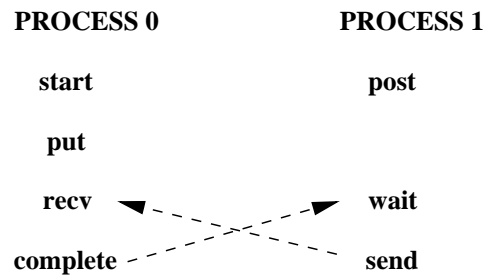 PROCESS 0 PROCESS 1
start post
put
recv wait
complete send